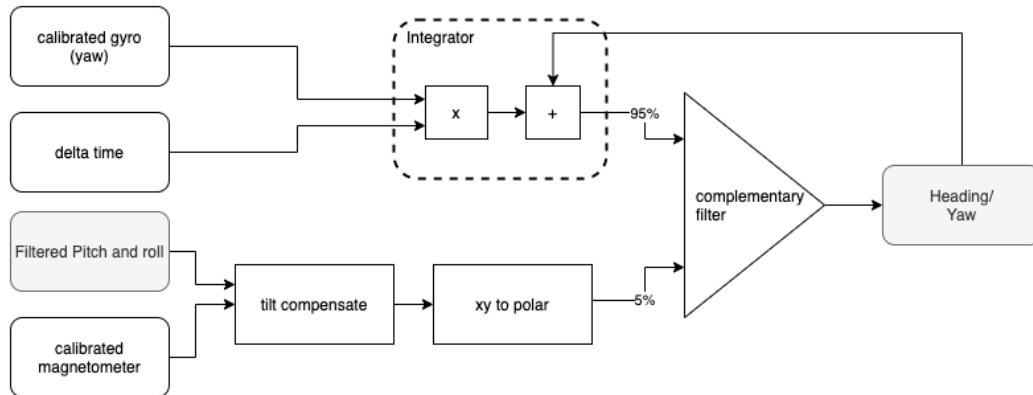 calibrated gyro
(yaw)
Integrator
x
+
95%
delta time
complementary
filter
Heading/
Yaw
Filtered Pitch and roll
tilt compensate
xy to polar
5%
calibrated
magnetometer